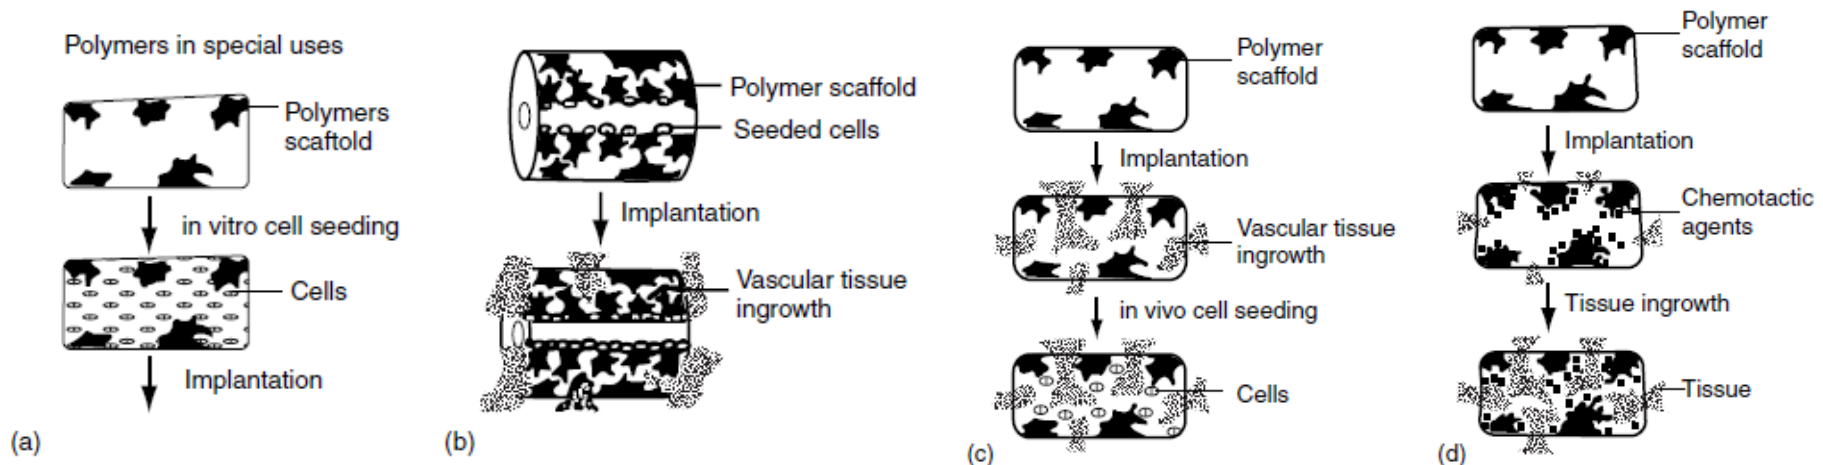 Polymers in special uses
Polymers
scaftold
in vitro cell seeding
Cells
Implantation
(a)
Polymer scaffold
Seeded cells
Implantation
Vascular tissue
ingrowth
(b)
Polymer
scaffold
Implantation
Vascular tissue
ingrowth
in vivo cell seeding
Cells
(c)
Polymer
scaffold
Implantation
Chemotactic
agents
Tissue ingrowth
Tissue
(d)